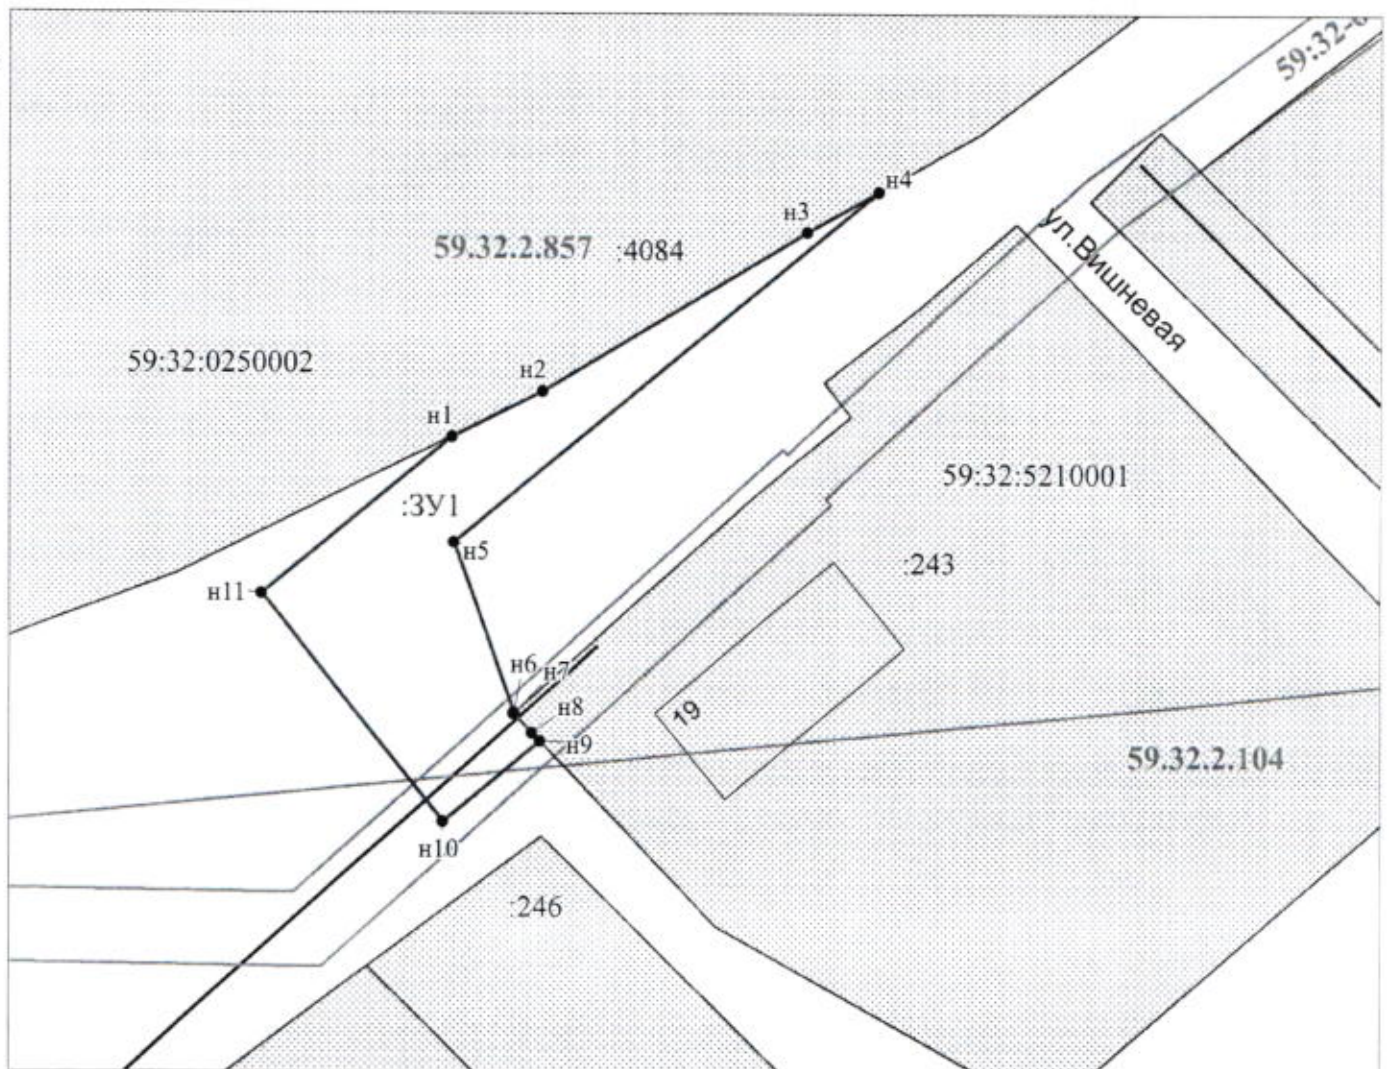 59:32-
н4
н3
59.32.2.857 :4084
ул.Вишневая
59:32:0250002
н2
н1
59:32:5210001
:ЗУ1
н5
:243
н11
н6
н7
н8
19
н9
59.32.2.104
н10
:246